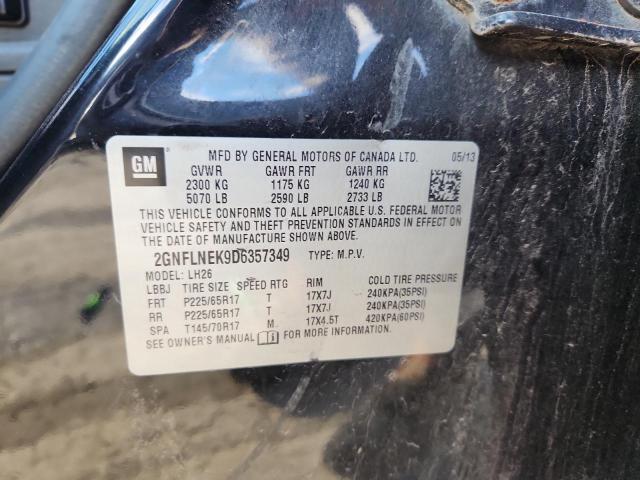 GM
MFD BY GENERAL MOTORS OF CANADA LTD. 05/13
GVWR GAWR FRT GAWR RR
2300 KG 1175 KG 1240 KG
5070 LB 2590 LB 2733 LB
THIS VEHICLE CONFORMS TO ALL APPLICABLE U.S. FEDERAL MOTOR
VEHICLE SAFETY AND THEFT PREVENTION STANDARDS IN EFFECT ON
THE DATE OF MANUFACTURE SHOWN ABOVE.
2GNFLNEK9D6357349 TYPE: M.P.V.
MODEL: LH26
LBBJ TIRE SIZE SPEED RTG RIM COLD TIRE PRESSURE
FRT P225/65R17 T 17X7J 240KPA(35PSI)
RR P225/65R17 T 17X7J 240KPA(35PSI)
SPA T145/70R17 M 17X4.5T 420KPA(60PSI)
SEE OWNER'S MANUAL FOR MORE INFORMATION.